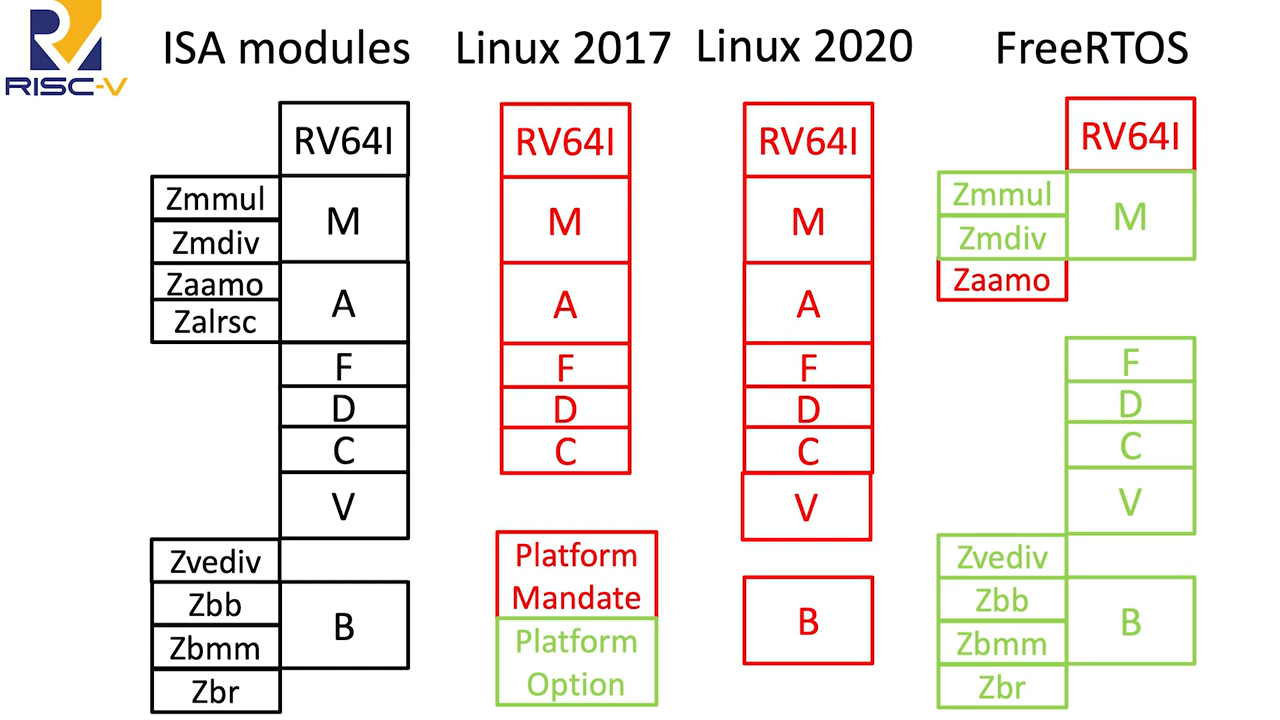 RISC-V
ISA modules
Linux 2017
Linux 2020
FreeRTOS
RV64I
Zmmul
Zmdiv
M
Zaamo
Zalrsc
A
F
D
C
V
Zvediv
Zbb
Zbmm
B
Zbr
RV64I
M
A
F
D
C
Platform
Mandate
Platform
Option
RV64I
M
A
F
D
C
V
B
RV64I
Zmmul
Zmdiv
M
Zaamo
F
D
C
V
Zvediv
Zbb
Zbmm
B
Zbr